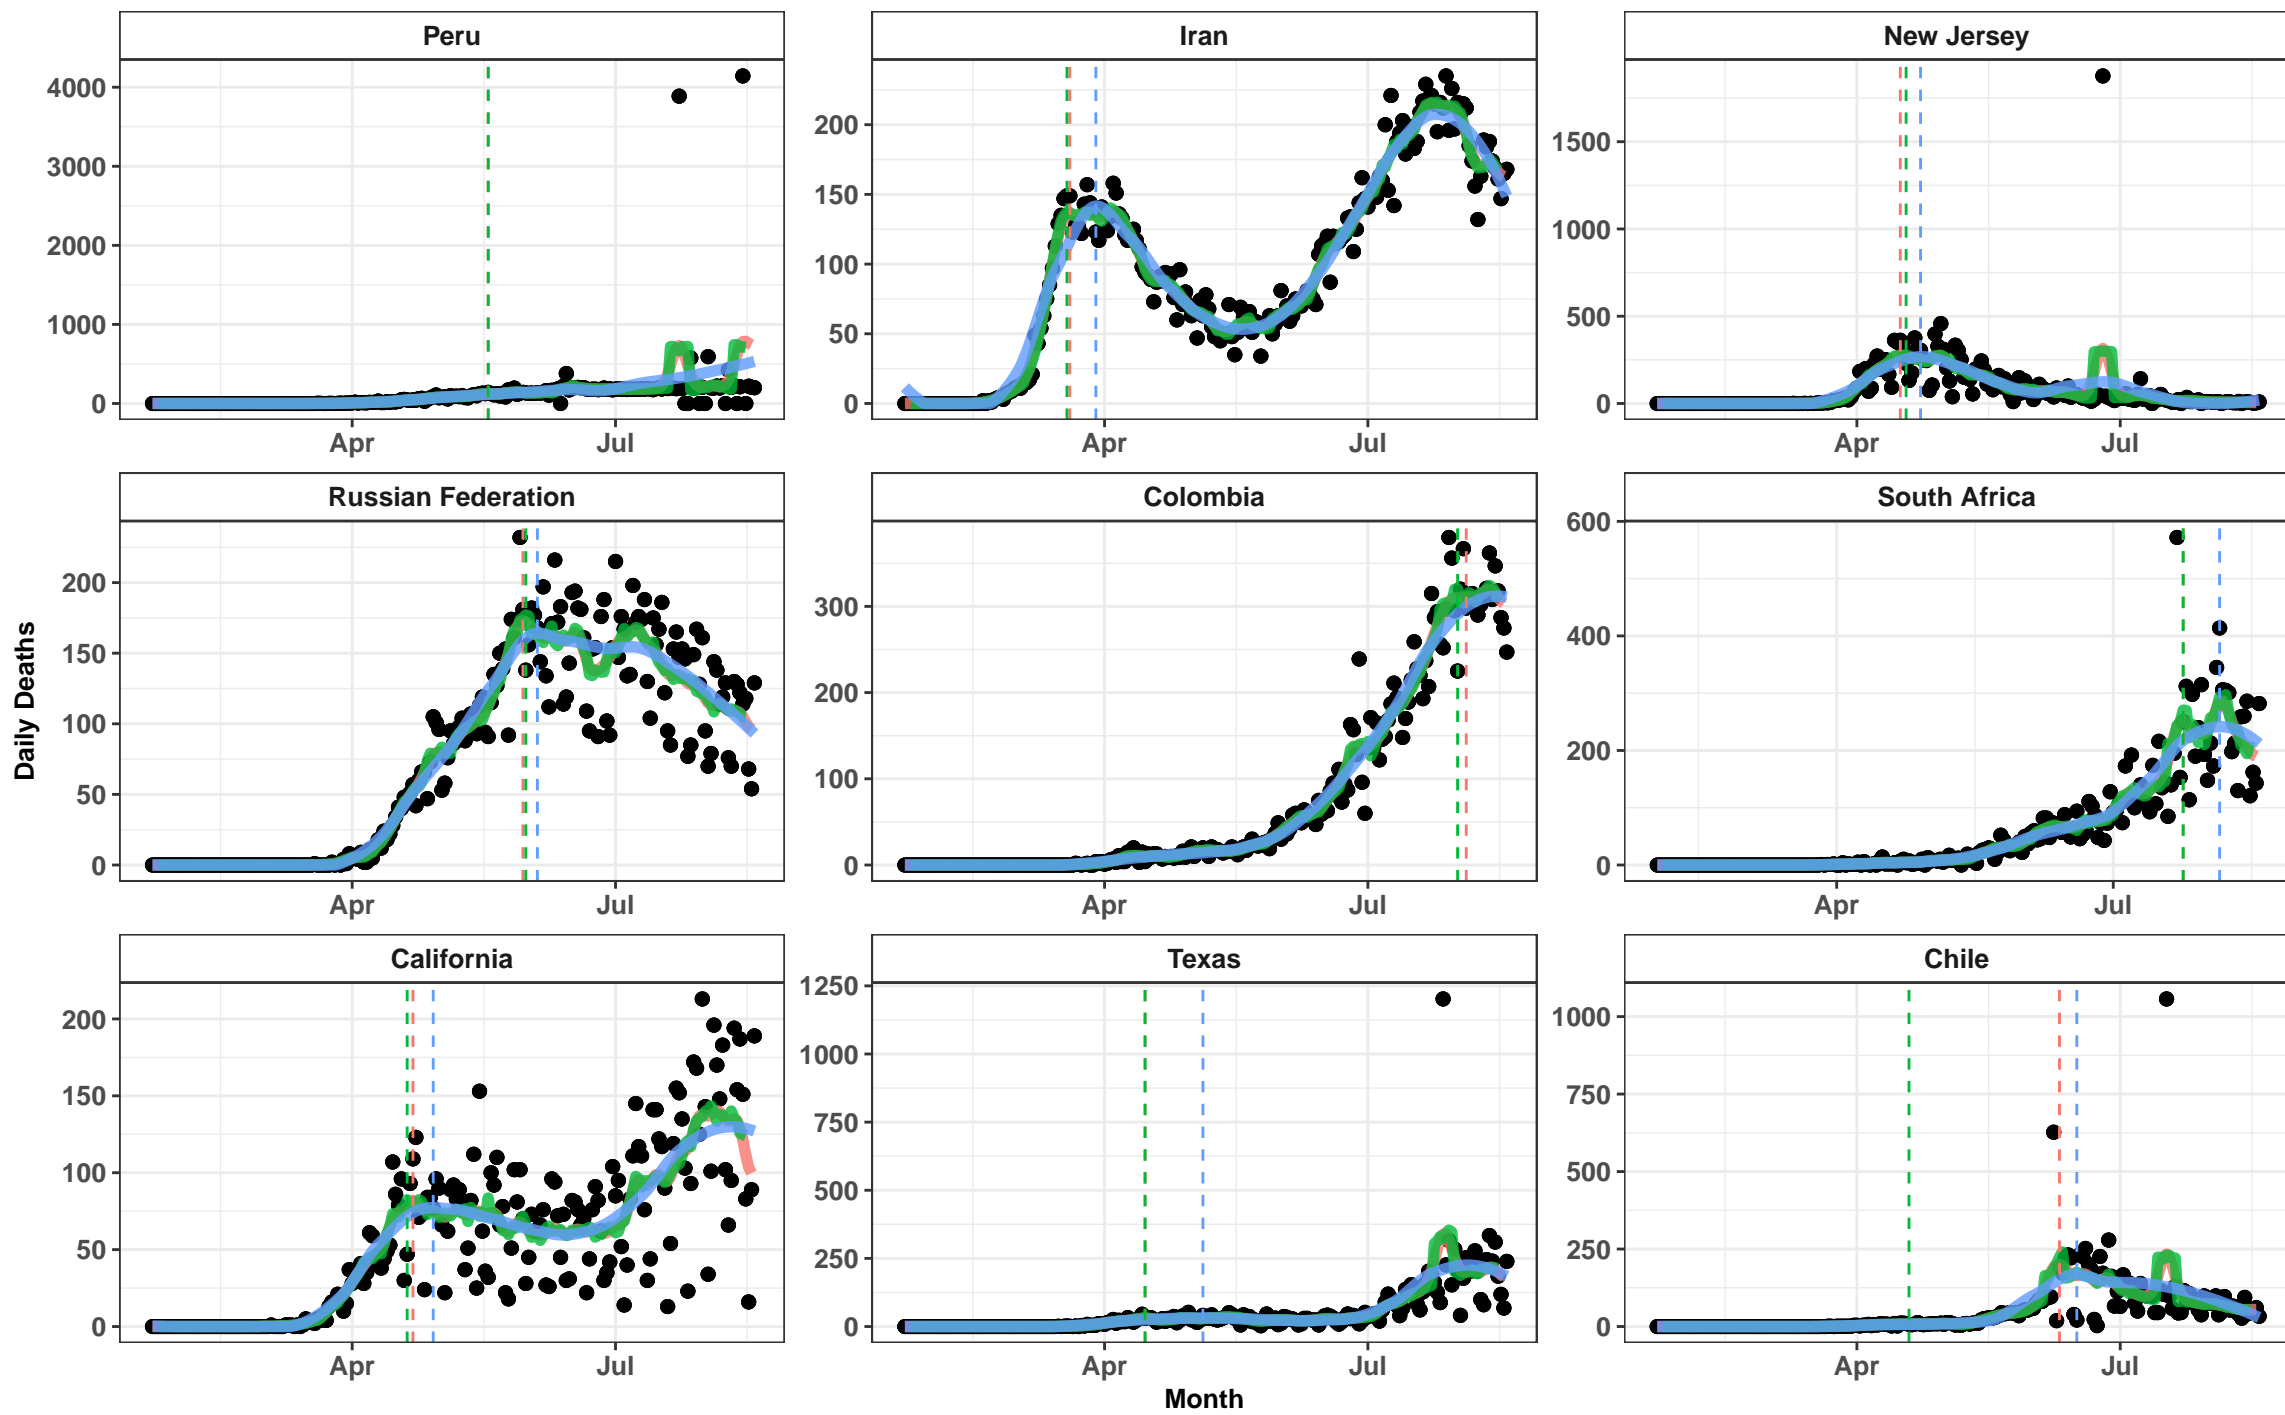 Peru
Iran
New Jersey
4000
3000
2000
1000
0
200
150
100
50
0
1500
1000
500
0
Apr
Jul
Apr
Jul
Apr
Jul
Russian Federation
Colombia
South Africa
200
150
100
50
0
300
200
100
0
600
400
200
0
Apr
Jul
Apr
Jul
Apr
Jul
California
Texas
Chile
200
150
100
50
0
1250
1000
750
500
250
0
1000
750
500
250
0
Apr
Jul
Apr
Jul
Apr
Jul
Daily Deaths
Month